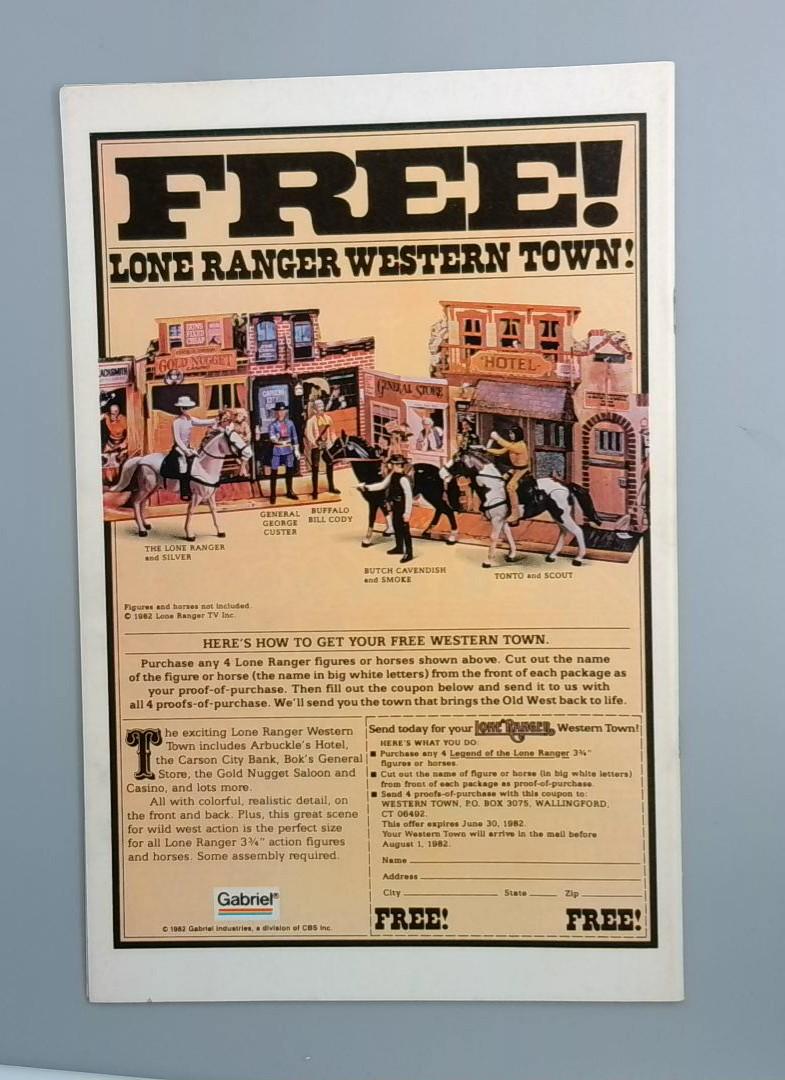 FREE!
LONE RANGER WESTERN TOWN!
GUNS
FIXED
CHEAP
GOLD NUGGET
GENERAL STORE
HOTEL
THE LONE RANGER
and SILVER
GENERAL
GEORGE
CUSTER
BUFFALO
BILL CODY
BUTCH CAVENDISH
and SMOKE
TONTO and SCOUT
Figures and horses not included.
© 1982 Lone Ranger TV Inc.
HERE'S HOW TO GET YOUR FREE WESTERN TOWN.
Purchase any 4 Lone Ranger figures or horses shown above. Cut out the name
of the figure or horse (the name in big white letters) from the front of each package as
your proof-of-purchase. Then fill out the coupon below and send it to us with
all 4 proofs-of-purchase. We'll send you the town that brings the Old West back to life.
The exciting Lone Ranger Western
Town includes Arbuckle's Hotel,
the Carson City Bank, Bok's General
Store, the Gold Nugget Saloon and
Casino, and lots more.
All with colorful, realistic detail, on
the front and back. Plus, this great scene
for wild west action is the perfect size
for all Lone Ranger 3¾" action figures
and horses. Some assembly required.
Gabriel®
© 1982 Gabriel Industries, a division of CBS Inc.
Send today for your LONE RANGER Western Town!
HERE'S WHAT YOU DO:
■ Purchase any 4 Legend of the Lone Ranger 3¾"
figures or horses.
■ Cut out the name of figure or horse (in big white letters)
from front of each package as proof-of-purchase.
■ Send 4 proofs-of-purchase with this coupon to:
WESTERN TOWN, P.O. BOX 3075, WALLINGFORD,
CT 06492.
This offer expires June 30, 1982.
Your Western Town will arrive in the mail before
August 1, 1982.
Name
Address
City State Zip
FREE! FREE!